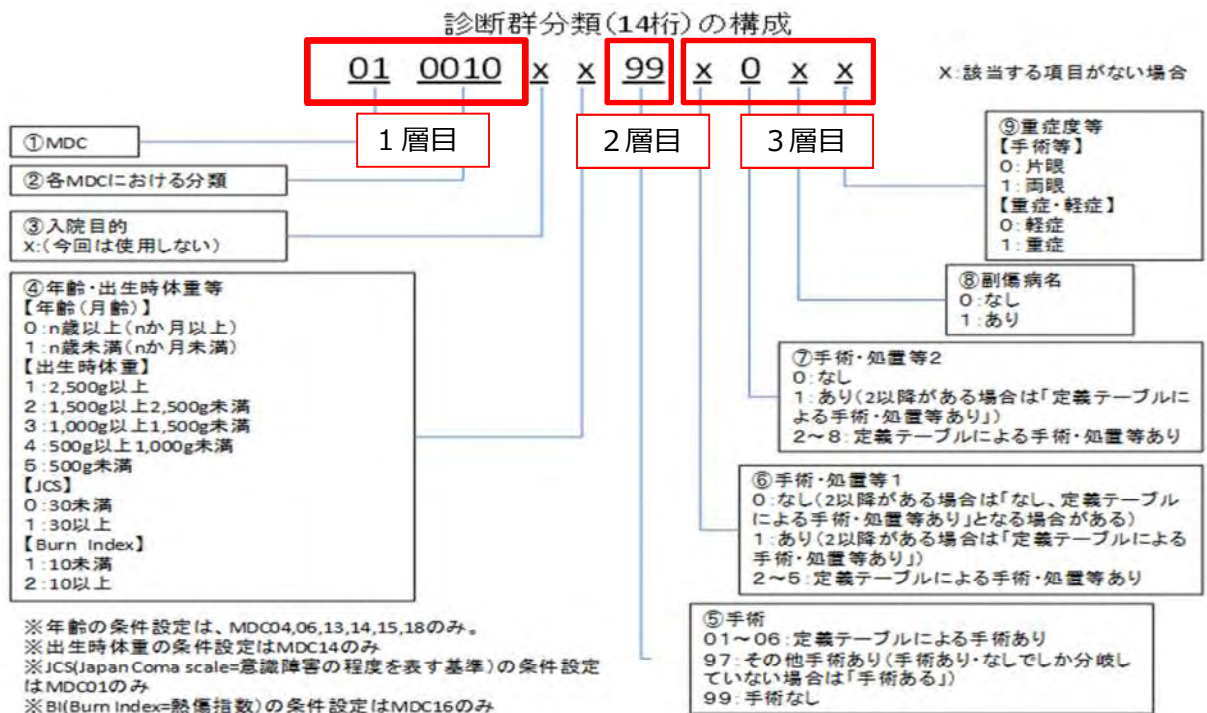 診断群分類(14桁)の構成
01 0010 x x 99 x 0 x x
x:該当する項目がない場合
1層目
2層目
3層目
①MDC
②各MDCにおける分類
③入院目的
x:(今回は使用しない)
④年齢・出生時体重等
【年齢(月齢)】
0:n歳以上(nか月以上)
1:n歳未満(nか月未満)
【出生時体重】
1:2,500g以上
2:1,500g以上2,500g未満
3:1,000g以上1,500g未満
4:500g以上1,000g未満
5:500g未満
【JCS】
0:30未満
1:30以上
【Burn Index】
1:10未満
2:10以上
※年齢の条件設定は、MDC04,06,13,14,15,18のみ。
※出生時体重の条件設定はMDC14のみ
※JCS(Japan Coma scale=意識障害の程度を表す基準)の条件設定
はMDC01のみ
※BI(Burn Index=熱傷指数)の条件設定はMDC16のみ
⑨重症度等
【手術等】
0:片眼
1:両眼
【重症・軽症】
0:軽症
1:重症
⑧副傷病名
0:なし
1:あり
⑦手術・処置等2
0:なし
1:あり(2以降がある場合は「定義テーブルに
よる手術・処置等あり」)
2～8:定義テーブルによる手術・処置等あり
⑥手術・処置等1
0:なし(2以降がある場合は「なし、定義テーブル
による手術・処置等あり」となる場合がある)
1:あり(2以降がある場合は「定義テーブルによる
手術・処置等あり」)
2～5:定義テーブルによる手術・処置等あり
⑤手術
01～06:定義テーブルによる手術あり
97:その他手術あり(手術あり・なしでしか分岐し
ていない場合は「手術ある」)
99:手術なし